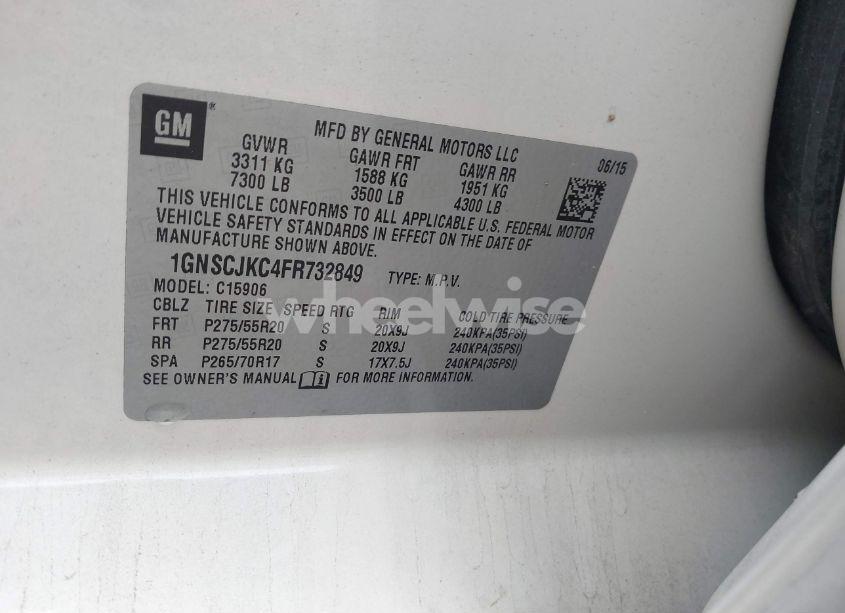 GM ®
MFD BY GENERAL MOTORS LLC
06/15
GVWR GAWR FRT GAWR RR
3311 KG 1588 KG 1951 KG
7300 LB 3500 LB 4300 LB
THIS VEHICLE CONFORMS TO ALL APPLICABLE U.S. FEDERAL MOTOR
VEHICLE SAFETY STANDARDS IN EFFECT ON THE DATE OF
MANUFACTURE SHOWN ABOVE.
1GNSCJKC4FR732849 TYPE: M.P.V.
MODEL: C15906
CBLZ TIRE SIZE SPEED RTG RIM COLD TIRE PRESSURE
FRT P275/55R20 S 20X9J 240KPA(35PSI)
RR P275/55R20 S 20X9J 240KPA(35PSI)
SPA P265/70R17 S 17X7.5J 240KPA(35PSI)
SEE OWNER'S MANUAL FOR MORE INFORMATION.
wheelwise